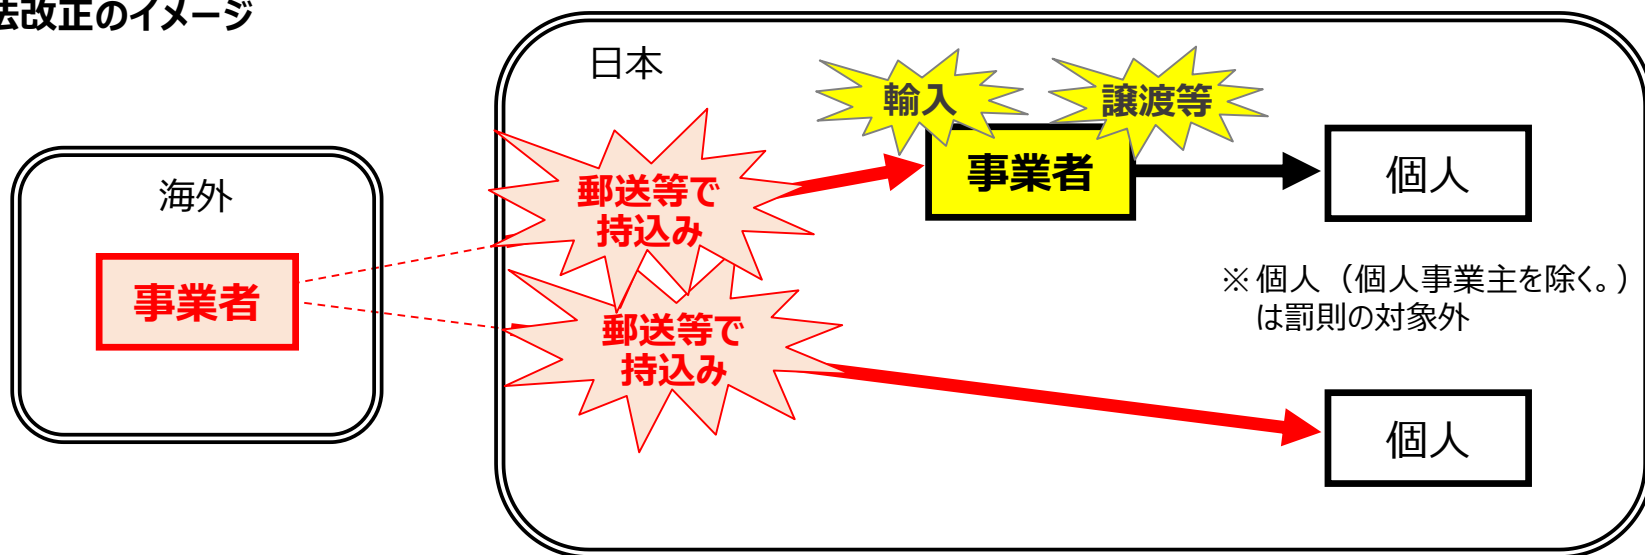 法改正のイメージ
日本
海外
事業者
郵送等で
持込み
郵送等で
持込み
輸入
譲渡等
事業者
個人
※個人（個人事業主を除く。）
は罰則の対象外
個人